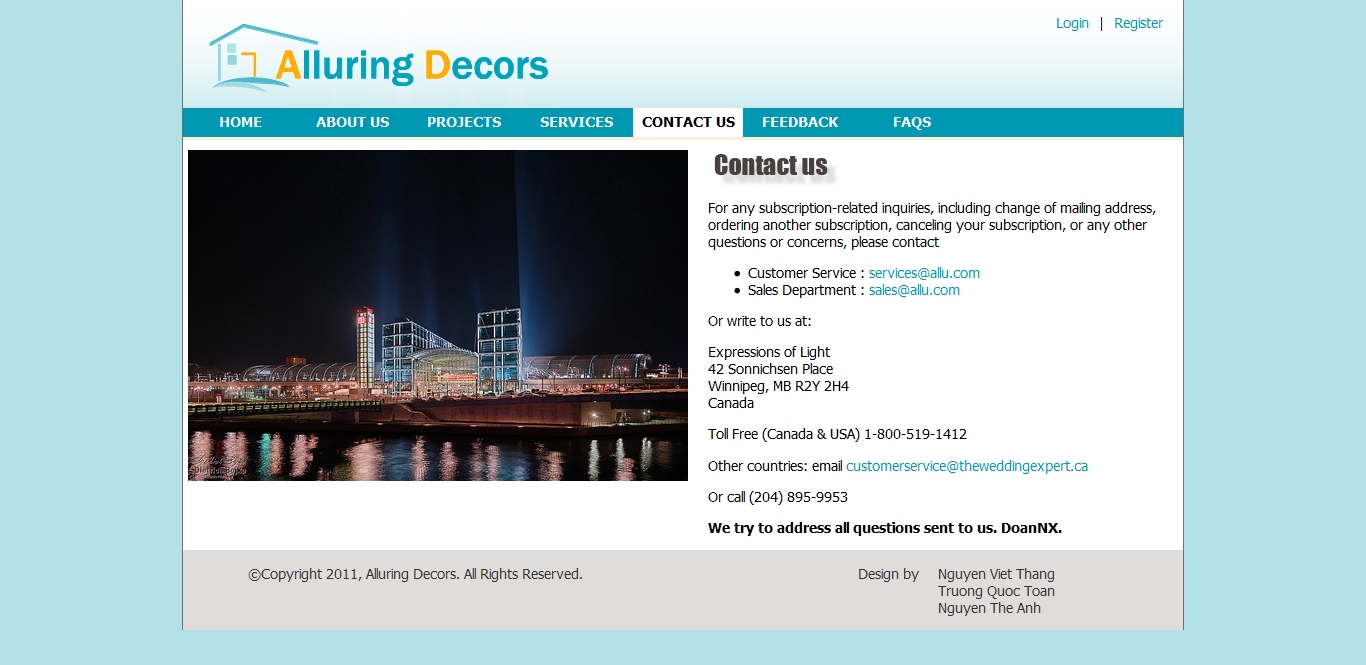 Login | Register
Alluring Decors
HOME ABOUT US PROJECTS SERVICES CONTACT US FEEDBACK FAQS
Contact us
For any subscription-related inquiries, including change of mailing address,
ordering another subscription, canceling your subscription, or any other
questions or concerns, please contact
• Customer Service : services@allu.com
• Sales Department : sales@allu.com
Or write to us at:
Expressions of Light
42 Sonnichsen Place
Winnipeg, MB R2Y 2H4
Canada
Toll Free (Canada & USA) 1-800-519-1412
Other countries: email customerservice@theweddingexpert.ca
Or call (204) 895-9953
We try to address all questions sent to us. DoanNX.
©Copyright 2011, Alluring Decors. All Rights Reserved.
Design by Nguyen Viet Thang
Truong Quoc Toan
Nguyen The Anh